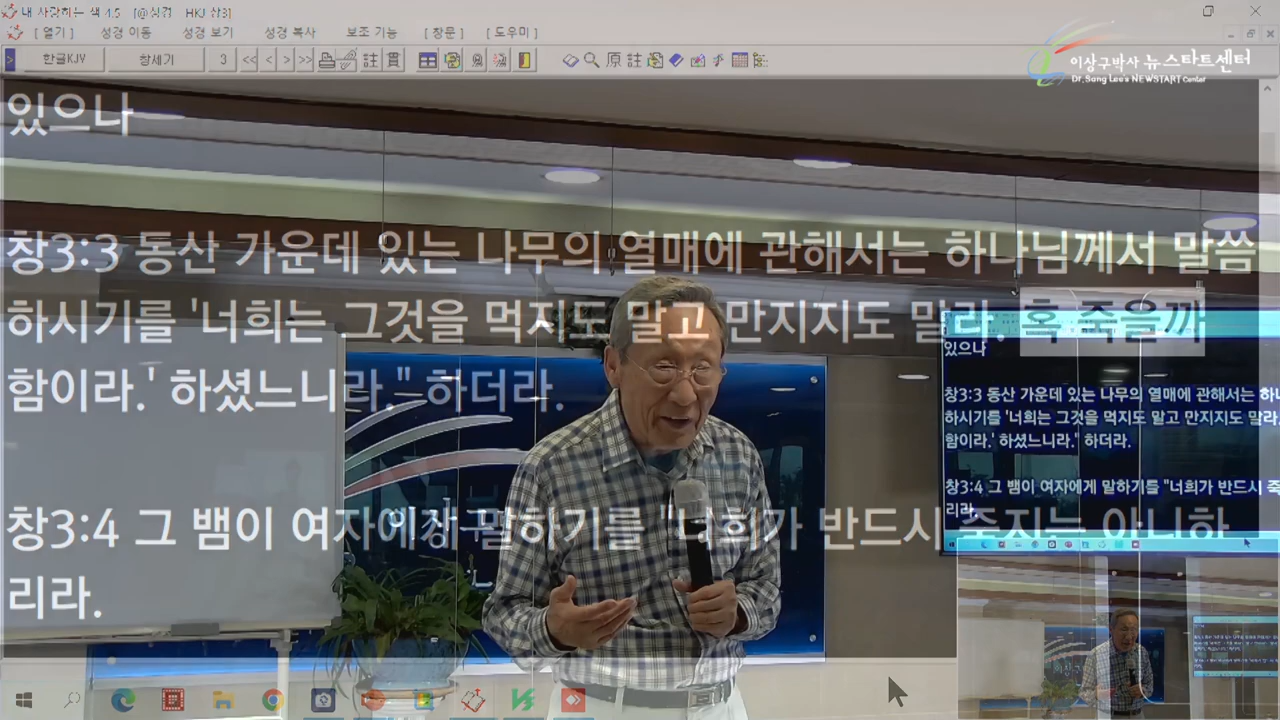 내 사랑하는 책 4.5 [@성경 HKJ 창3]
[ 열기 ] 성경 이동 성경 보기 성경 복사 보조 기능 [ 창문 ] [ 도우미 ]
한글KJY 창세기 3 << < > >> 註
原 註
이상구박사 뉴스타트센터
Dr.Sang Lee's NEWSTART Center
있으나
창3:3 동산 가운데 있는 나무의 열매에 관해서는 하나님께서 말씀
하시기를 '너희는 그것을 먹지도 말고 만지지도 말라. 혹 죽을까
함이라.' 하셨느니라." 하더라.
창3:4 그 뱀이 여자에게 말하기를 "너희가 반드시 죽지는 아니하
리라.
있으나
창3:3 동산 가운데 있는 나무의 열매에 관해서는 하나
하시기를 '너희는 그것을 먹지도 말고 만지지도 말라.
함이라.' 하셨느니라." 하더라.
창3:4 그 뱀이 여자에게 말하기를 "너희가 반드시 죽
리라.
이상구